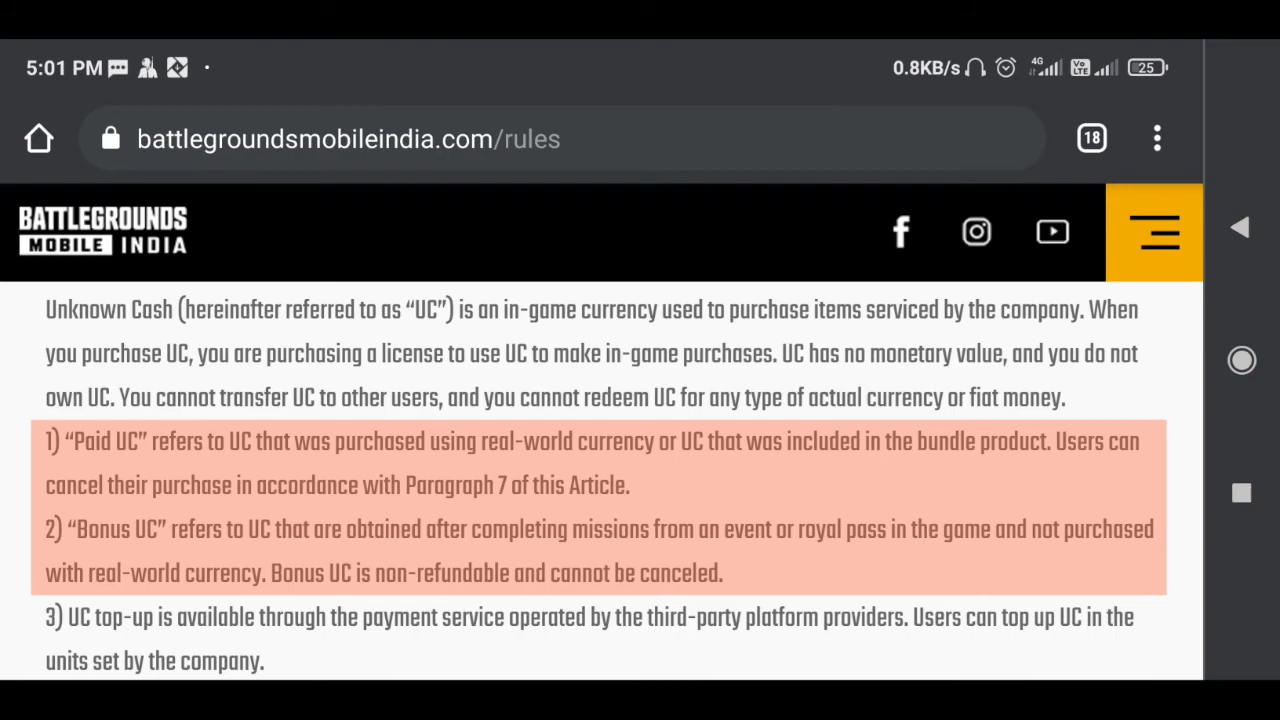 5:01 PM
0.8KB/s 4G Vo LTE 25
battlegroundsmobileindia.com/rules
18
BATTLEGROUNDS
MOBILE INDIA
Unknown Cash (hereinafter referred to as “UC”) is an in-game currency used to purchase items serviced by the company. When
you purchase UC, you are purchasing a license to use UC to make in-game purchases. UC has no monetary value, and you do not
own UC. You cannot transfer UC to other users, and you cannot redeem UC for any type of actual currency or fiat money.
1) “Paid UC” refers to UC that was purchased using real-world currency or UC that was included in the bundle product. Users can
cancel their purchase in accordance with Paragraph 7 of this Article.
2) “Bonus UC” refers to UC that are obtained after completing missions from an event or royal pass in the game and not purchased
with real-world currency. Bonus UC is non-refundable and cannot be canceled.
3) UC top-up is available through the payment service operated by the third-party platform providers. Users can top up UC in the
units set by the company.